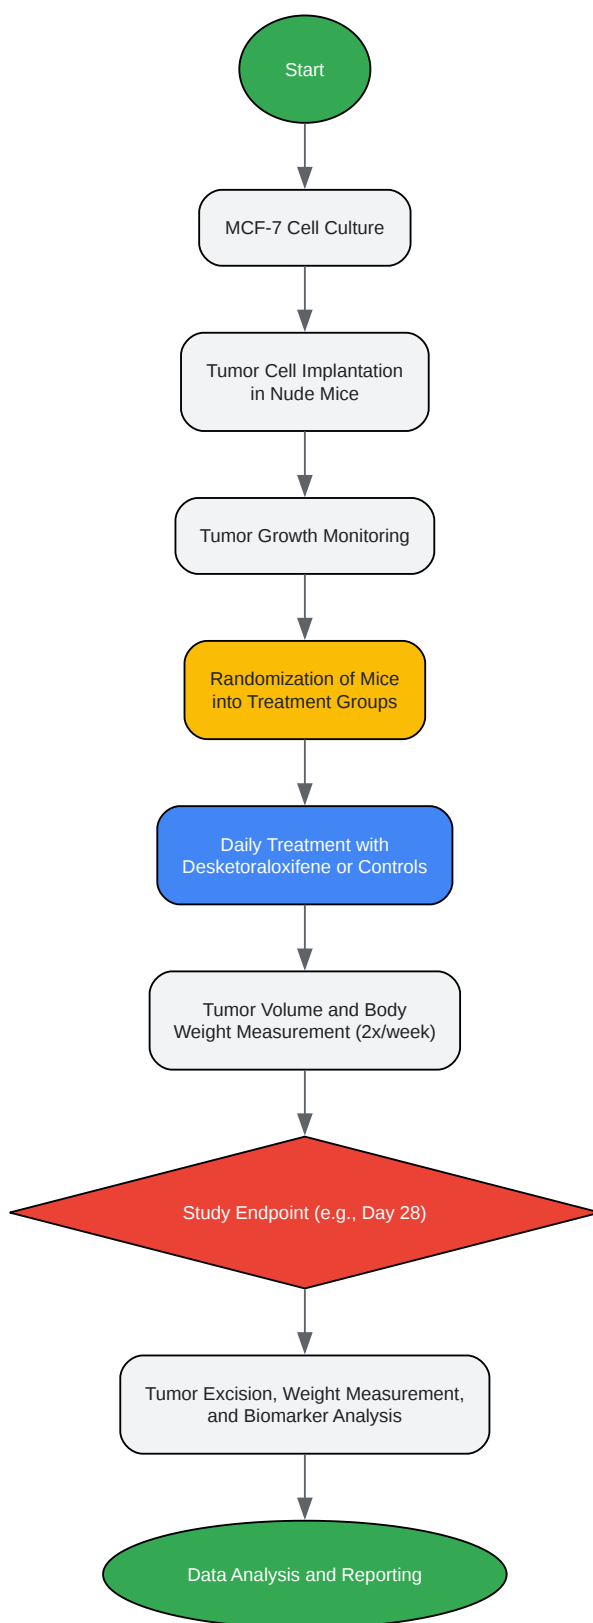 Start
MCF-7 Cell Culture
Tumor Cell Implantation
in Nude Mice
Tumor Growth Monitoring
Randomization of Mice
into Treatment Groups
Daily Treatment with
Desketoraloxifene or Controls
Tumor Volume and Body
Weight Measurement (2x/week)
Study Endpoint (e.g., Day 28)
Tumor Excision, Weight Measurement,
and Biomarker Analysis
Data Analysis and Reporting